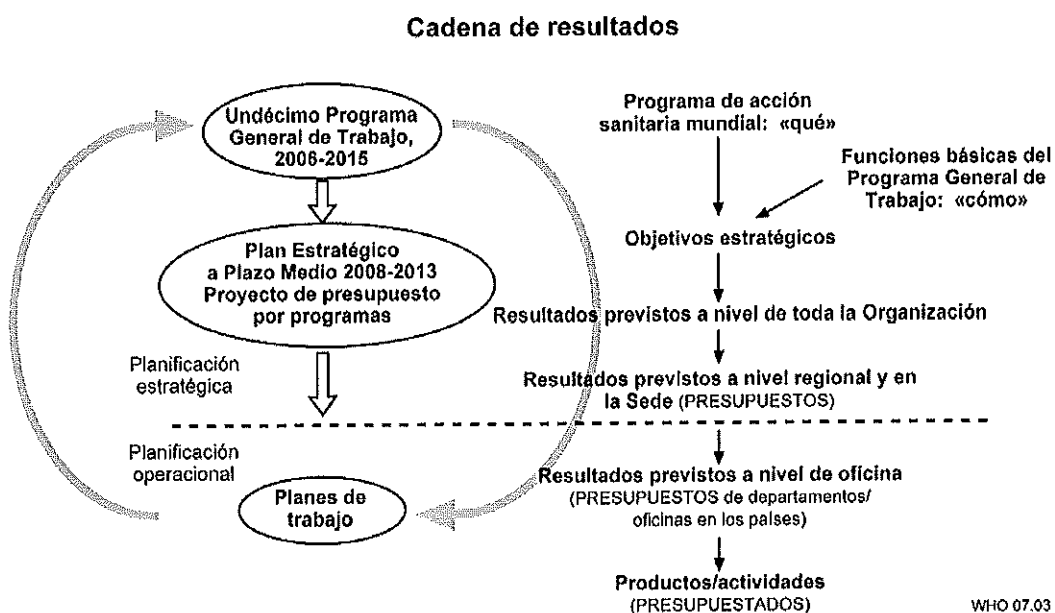 Cadena de resultados
Undécimo Programa
General de Trabajo,
2006-2015
Plan Estratégico
a Plazo Medio 2008-2013
Proyecto de presupuesto
por programas
Planificación
estratégica
Planificación
operacional
Planes de
trabajo
Programa de acción
sanitaria mundial: «qué»
Funciones básicas del
Programa General de
Trabajo: «cómo»
Objetivos estratégicos
Resultados previstos a nivel de toda la Organización
Resultados previstos a nivel regional y en
la Sede (PRESUPUESTOS)
Resultados previstos a nivel de oficina
(PRESUPUESTOS de departamentos/
oficinas en los países)
Productos/actividades
(PRESUPUESTADOS)
WHO 07.03